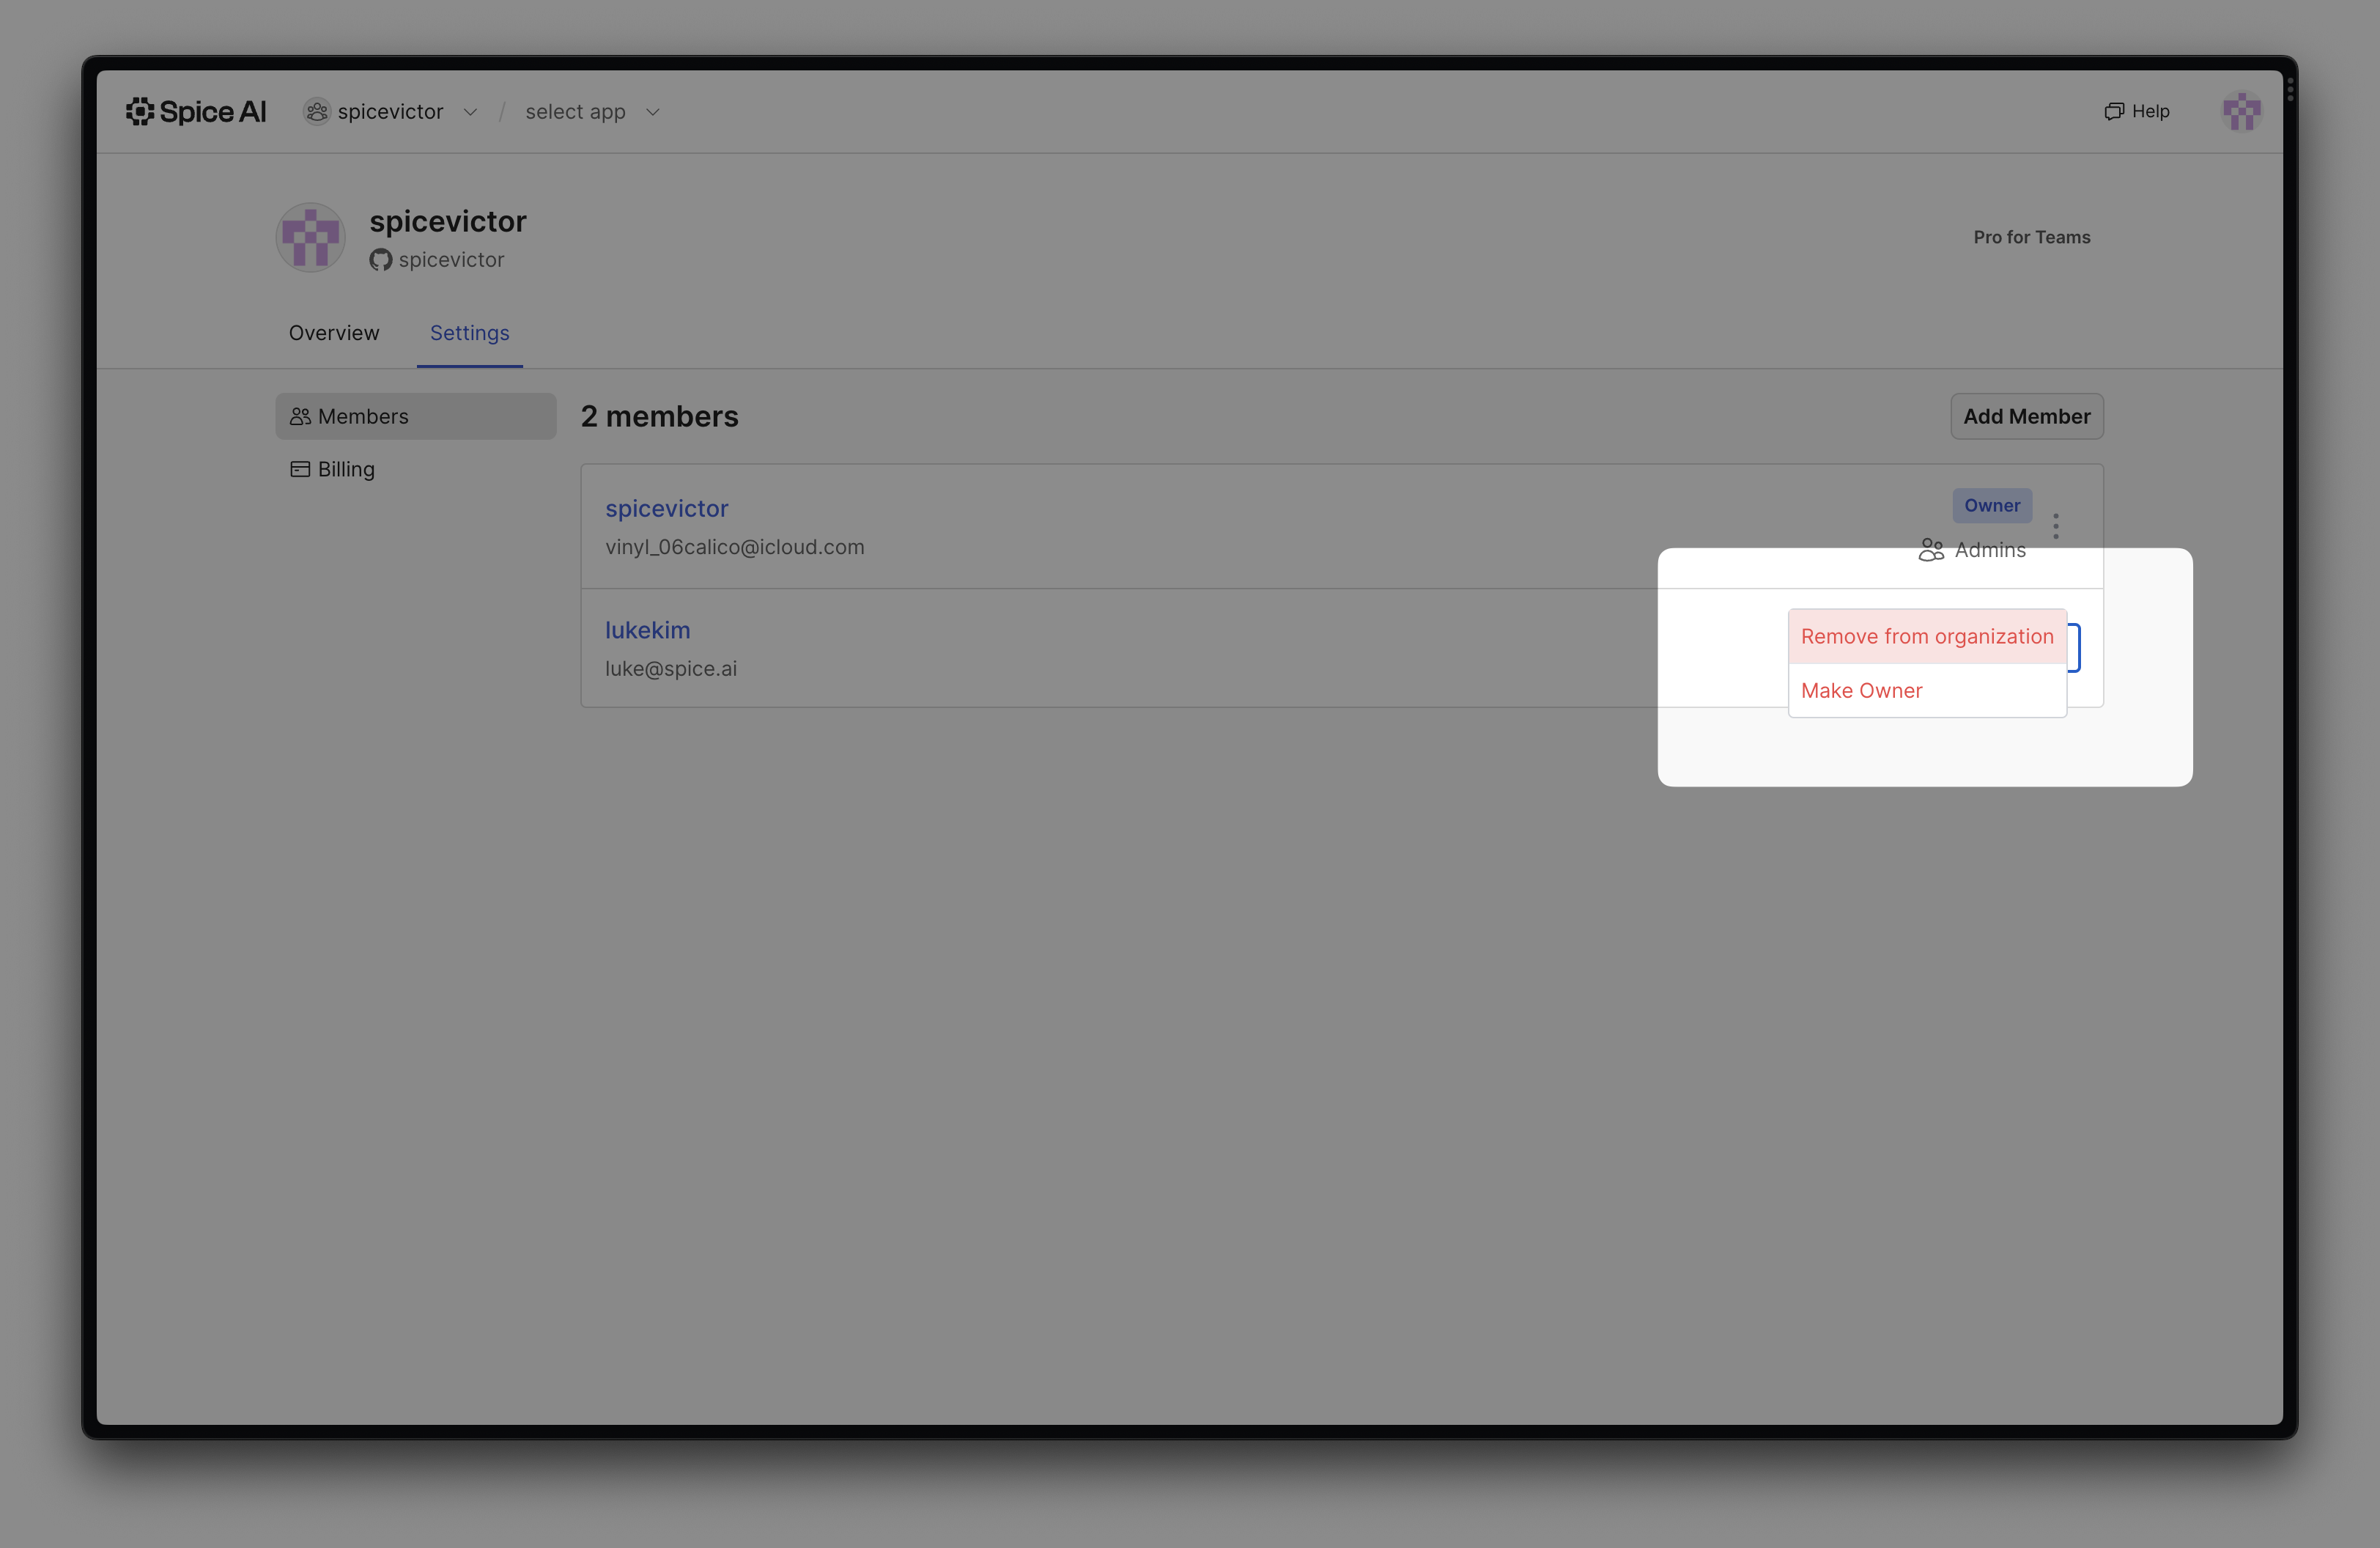 Spice AI spicevictor / select app Help
spicevictor
spicevictor
Pro for Teams
Overview Settings
Members
Billing
2 members
Add Member
spicevictor
vinyl_06calico@icloud.com
Owner
Admins
lukekim
luke@spice.ai
Remove from organization
Make Owner